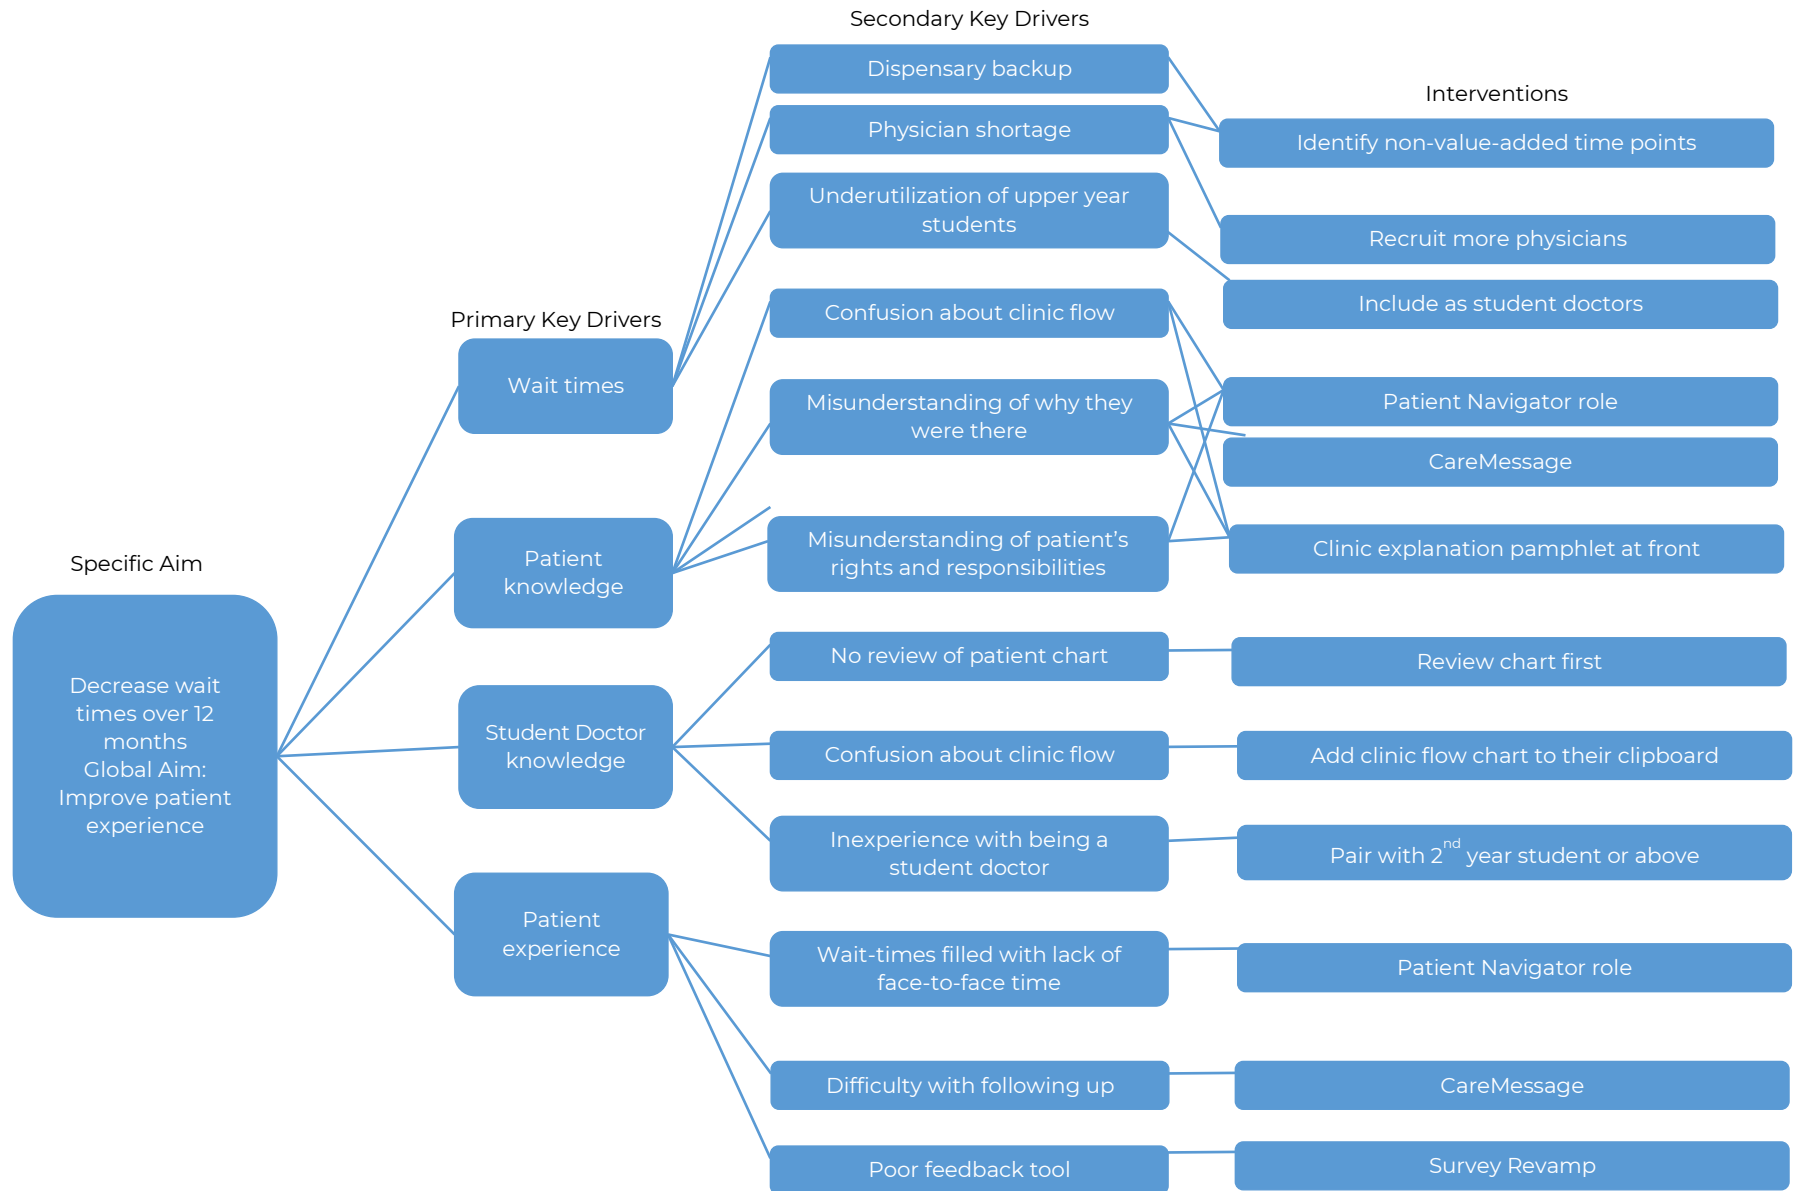 Secondary Key Drivers
Dispensary backup
Interventions
Physician shortage
Identify non-value-added time points
Underutilization of upper year
students
Recruit more physicians
Include as student doctors
Confusion about clinic flow
Primary Key Drivers
Wait times
Misunderstanding of why they
were there
Patient Navigator role
CareMessage
Patient
knowledge
Misunderstanding of patient’s
rights and responsibilities
Clinic explanation pamphlet at front
Specific Aim
Decrease wait
times over 12
months
Global Aim:
Improve patient
experience
No review of patient chart
Review chart first
Student Doctor
knowledge
Confusion about clinic flow
Add clinic flow chart to their clipboard
Inexperience with being a
student doctor
Pair with 2nd year student or above
Patient
experience
Wait-times filled with lack of
face-to-face time
Patient Navigator role
Difficulty with following up
CareMessage
Poor feedback tool
Survey Revamp